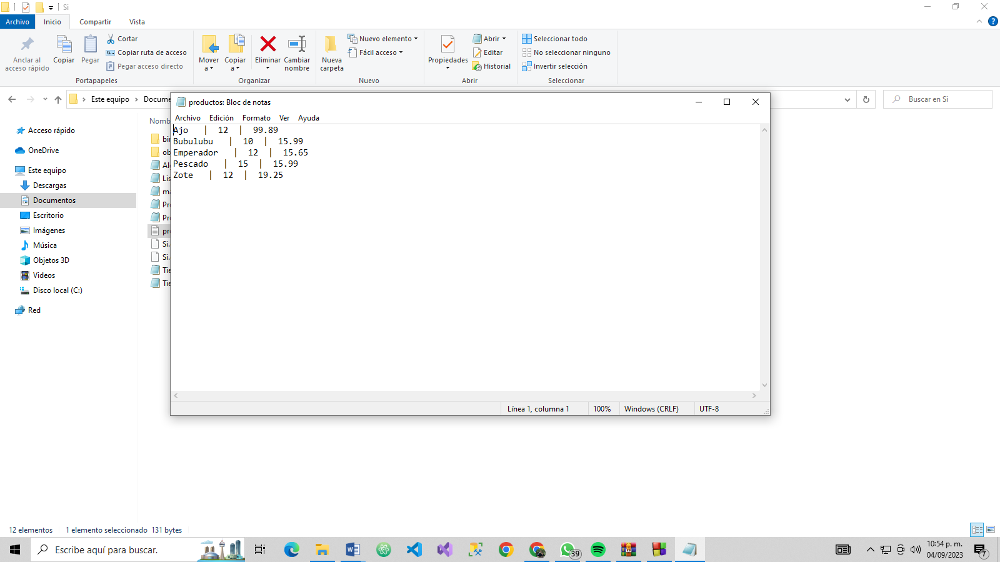 Si
Archivo Inicio Compartir Vista
Anclar al acceso rápido
Copiar
Pegar
Cortar
Copiar ruta de acceso
Pegar acceso directo
Portapapeles
Mover a
Copiar a
Eliminar
Cambiar nombre
Organizar
Nueva carpeta
Nuevo elemento
Fácil acceso
Nuevo
Propiedades
Abrir
Editar
Historial
Abrir
Seleccionar todo
No seleccionar ninguno
Invertir selección
Seleccionar
Este equipo › Docume
Buscar en Si
Acceso rápido
OneDrive
Este equipo
Descargas
Documentos
Escritorio
Imágenes
Música
Objetos 3D
Videos
Disco local (C:)
Red
Nomb
bin
ob
Al
Lis
ma
Pr
Pr
pr
Si.
Si.
Tie
Tie
productos: Bloc de notas
Archivo Edición Formato Ver Ayuda
Ajo | 12 | 99.89
Bubulubu | 10 | 15.99
Emperador | 12 | 15.65
Pescado | 15 | 15.99
Zote | 12 | 19.25
Línea 1, columna 1 100% Windows (CRLF) UTF-8
12 elementos 1 elemento seleccionado 131 bytes
Escribe aquí para buscar.
39
10:54 p. m.
04/09/2023
7